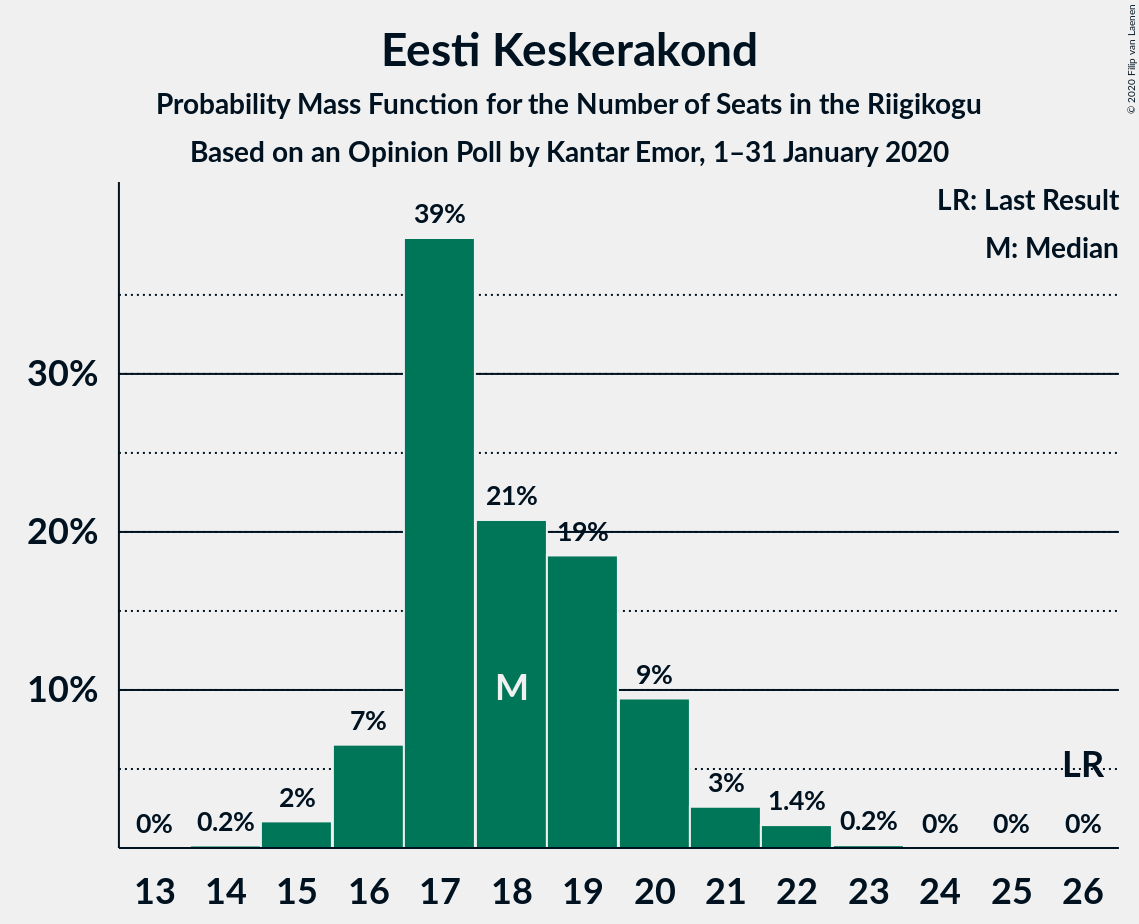 Eesti Keskerakond
Probability Mass Function for the Number of Seats in the Riigikogu
Based on an Opinion Poll by Kantar Emor, 1–31 January 2020
© 2020 Filip van Laenen
LR: Last Result
M: Median
39%
30%
21%
20%
19%
10%
M
9%
7%
LR
3%
2%
1.4%
0%
0.2%
0.2%
0%
0%
0%
13 14 15 16 17 18 19 20 21 22 23 24 25 26